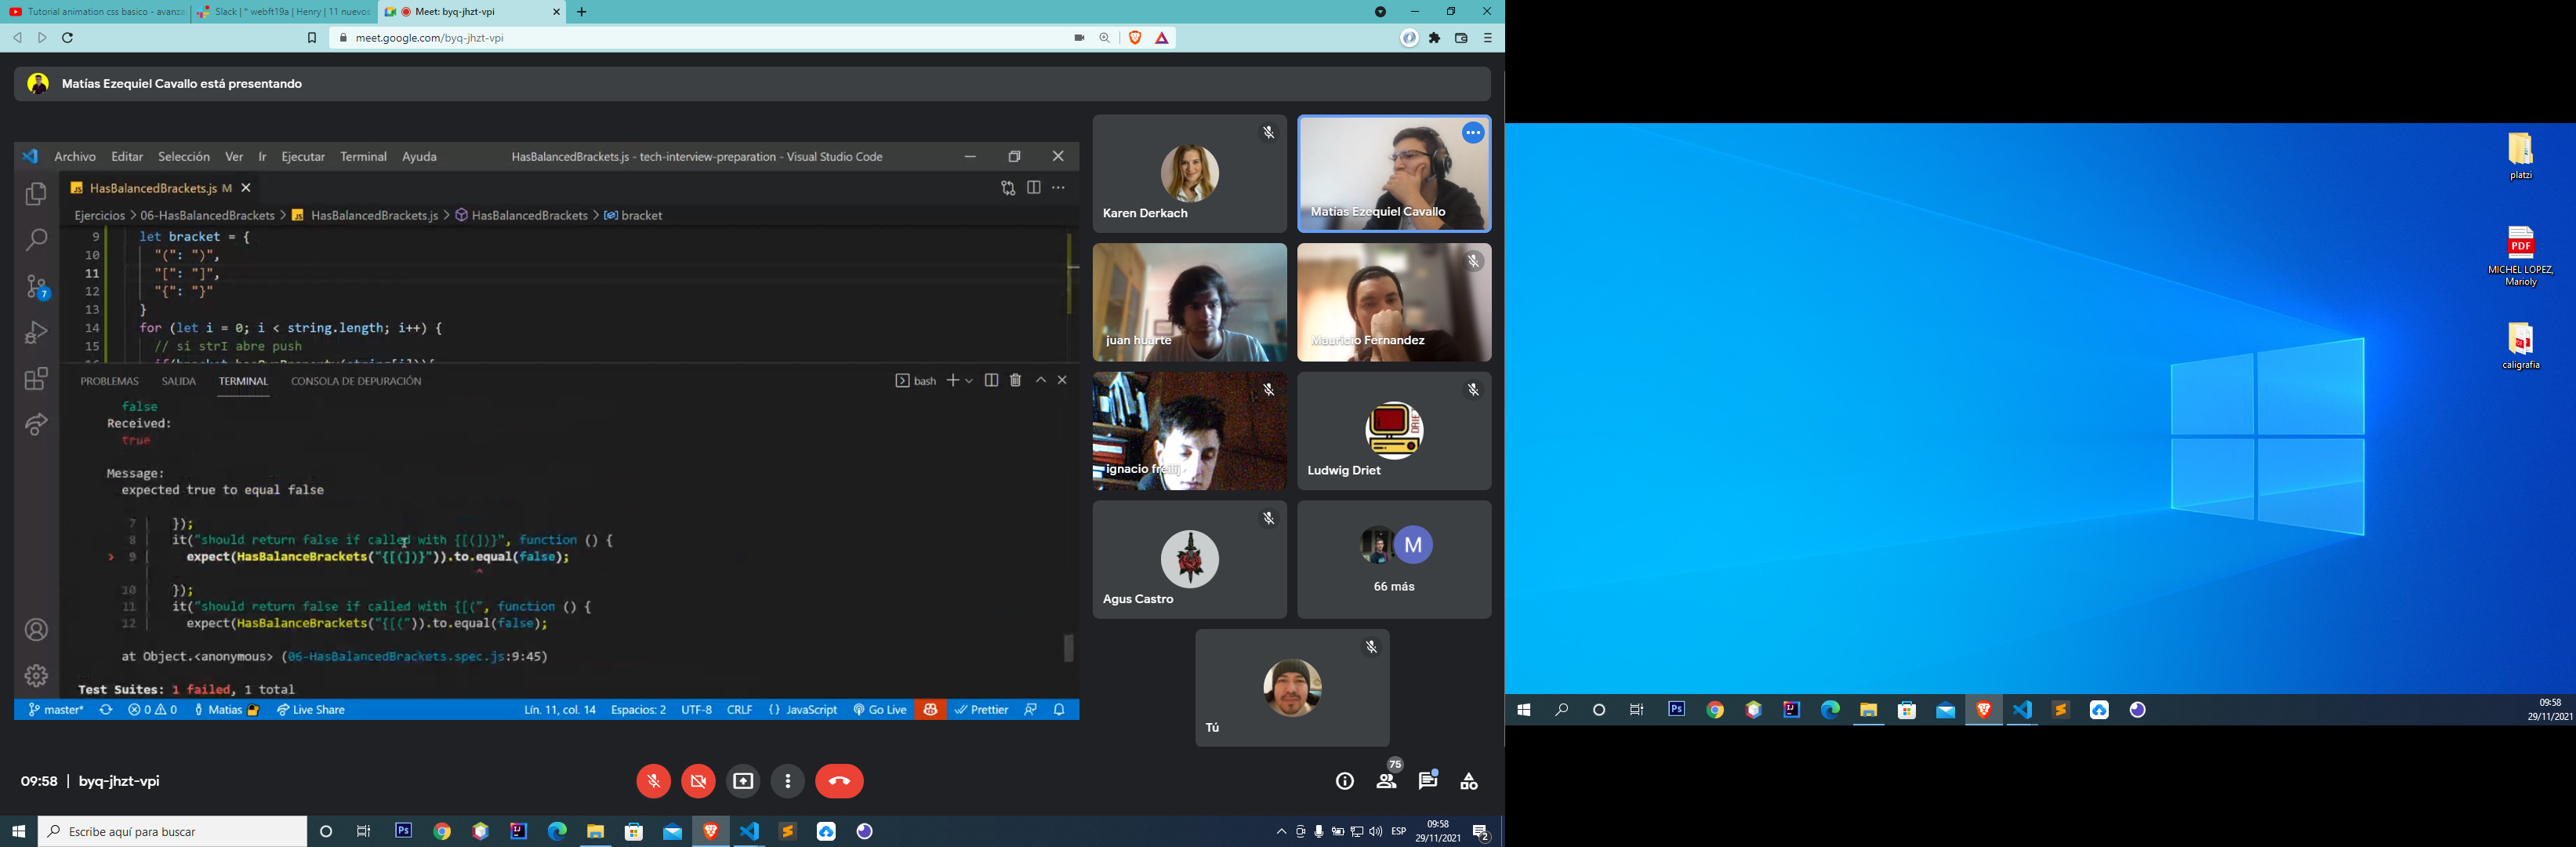 Tutorial animation css basico - avanza
Slack | * webft19a | Henry | 11 nuevos
Meet: byq-jhzt-vpi
meet.google.com/byq-jhzt-vpi
Matías Ezequiel Cavallo está presentando
Archivo Editar Selección Ver Ir Ejecutar Terminal Ayuda
HasBalancedBrackets.js - tech-interview-preparation - Visual Studio Code
HasBalancedBrackets.js M
Ejercicios > 06-HasBalancedBrackets > HasBalancedBrackets.js > HasBalancedBrackets > bracket
9 let bracket = {
10 "(": ")",
11 "[": "]",
12 "{": "}"
13 }
14 for (let i = 0; i < string.length; i++) {
15 // si strI abre push
PROBLEMAS SALIDA TERMINAL CONSOLA DE DEPURACIÓN
bash
false
Received:
true
Message:
expected true to equal false
7 | });
8 | it("should return false if called with {[(])}", function () {
> 9 | expect(HasBalanceBrackets("{[(])}")).to.equal(false);
^
10 | });
11 | it("should return false if called with {[(", function () {
12 | expect(HasBalanceBrackets("{[(")).to.equal(false);
at Object.<anonymous> (06-HasBalancedBrackets.spec.js:9:45)
Test Suites: 1 failed, 1 total
7
master* 0 0 Matias Live Share
Lín. 11, col. 14 Espacios: 2 UTF-8 CRLF {} JavaScript Go Live Prettier
Karen Derkach
Matías Ezequiel Cavallo
juan huarte
Mauricio Fernandez
ignacio freilij
Ludwig Driet
Agus Castro
M
66 más
Tú
09:58 | byq-jhzt-vpi
75
Escribe aquí para buscar
Ps
ESP
09:58
29/11/2021
2
platzi
PDF
MICHEL LOPEZ,
Marioly
caligrafia
Ps
09:58
29/11/2021